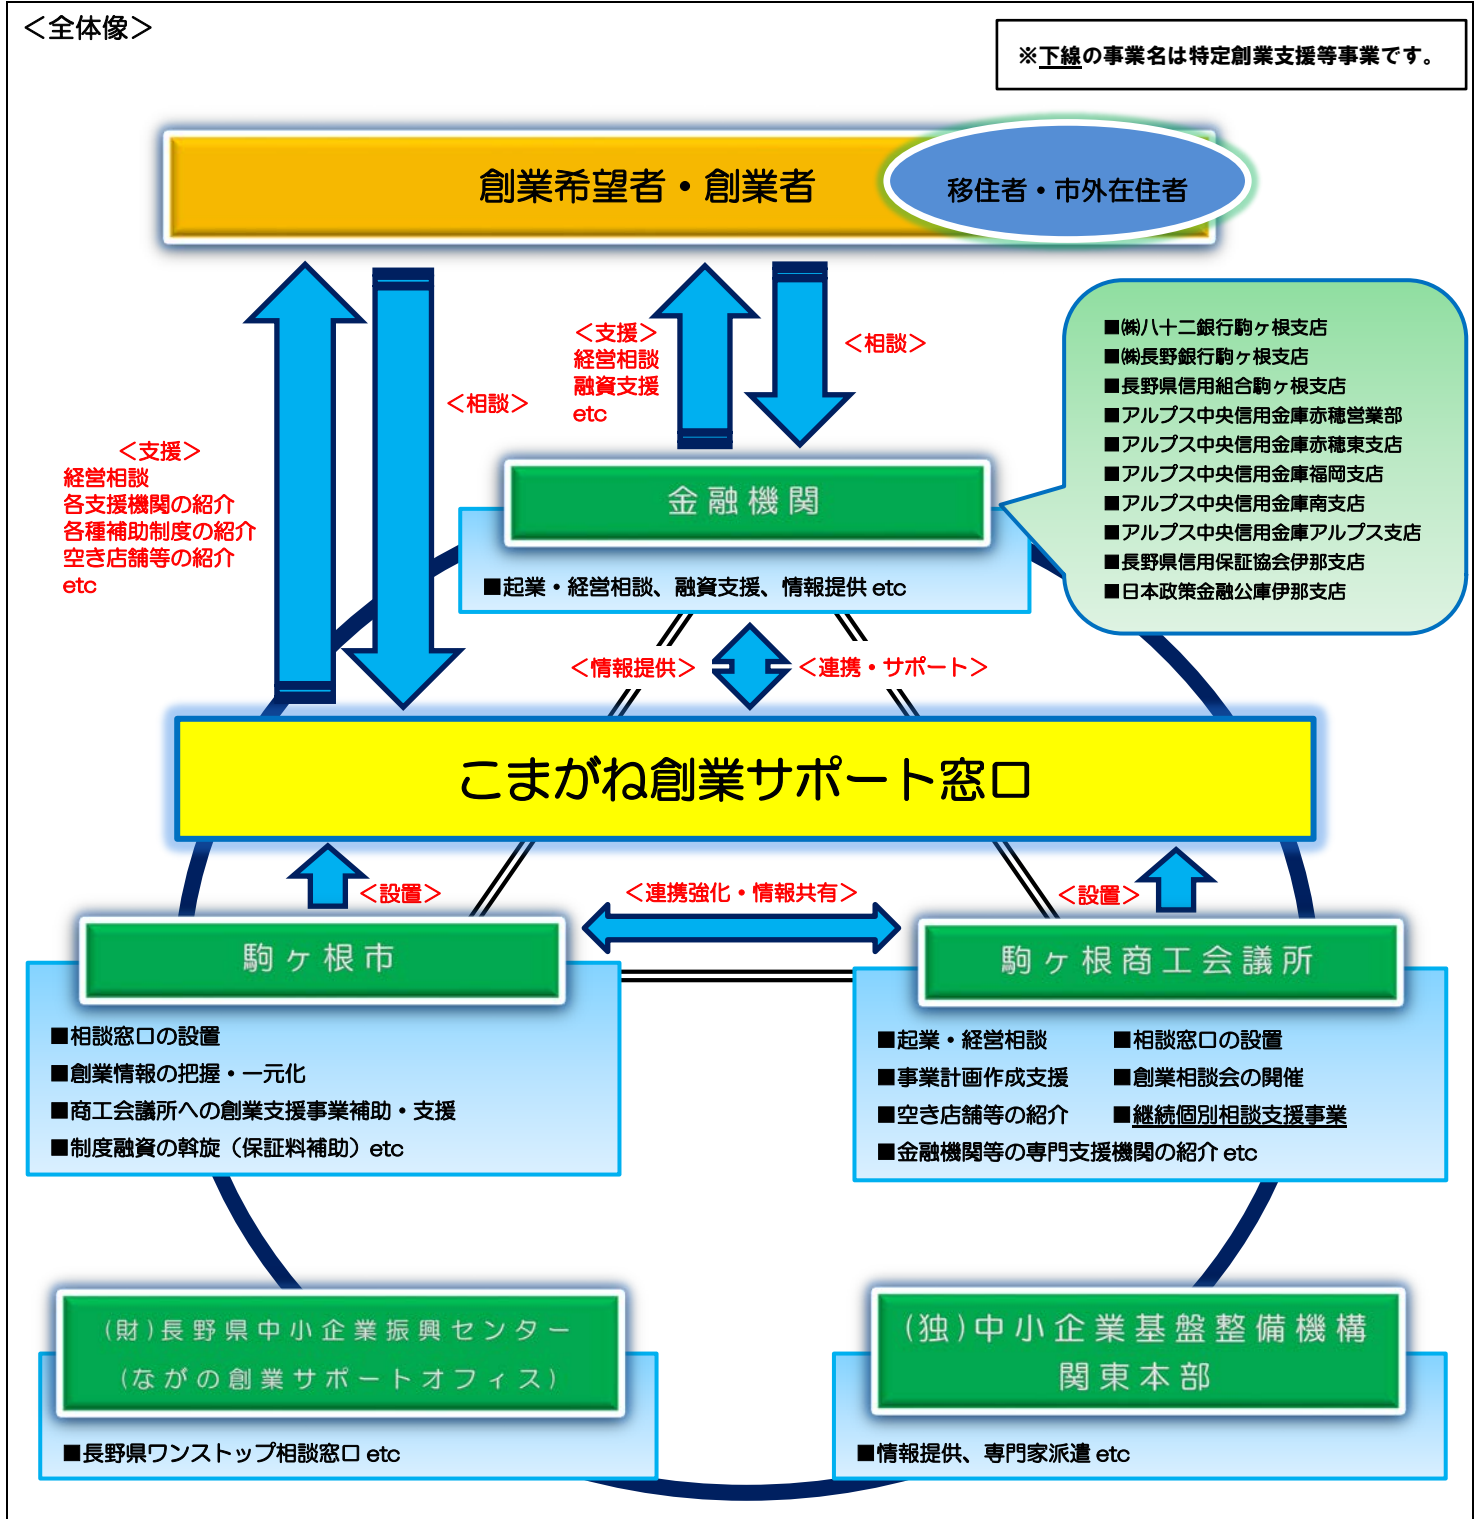 ＜全体像＞
※下線の事業名は特定創業支援等事業です。
創業希望者・創業者
移住者・市外在住者
＜支援＞
経営相談
融資支援
etc
＜相談＞
＜相談＞
＜支援＞
経営相談
各支援機関の紹介
各種補助制度の紹介
空き店舗等の紹介
etc
■㈱八十二銀行駒ヶ根支店
■㈱長野銀行駒ヶ根支店
■長野県信用組合駒ヶ根支店
■アルプス中央信用金庫赤穂営業部
■アルプス中央信用金庫赤穂東支店
■アルプス中央信用金庫福岡支店
■アルプス中央信用金庫南支店
■アルプス中央信用金庫アルプス支店
■長野県信用保証協会伊那支店
■日本政策金融公庫伊那支店
金融機関
■起業・経営相談、融資支援、情報提供 etc
＜情報提供＞
＜連携・サポート＞
こまがね創業サポート窓口
＜設置＞
＜連携強化・情報共有＞
＜設置＞
駒ヶ根市
■相談窓口の設置
■創業情報の把握・一元化
■商工会議所への創業支援事業補助・支援
■制度融資の斡旋（保証料補助）etc
駒ヶ根商工会議所
■起業・経営相談
■相談窓口の設置
■事業計画作成支援
■創業相談会の開催
■空き店舗等の紹介
■継続個別相談支援事業
■金融機関等の専門支援機関の紹介 etc
(財)長野県中小企業振興センター
(ながの創業サポートオフィス)
■長野県ワンストップ相談窓口 etc
(独)中小企業基盤整備機構
関東本部
■情報提供、専門家派遣 etc